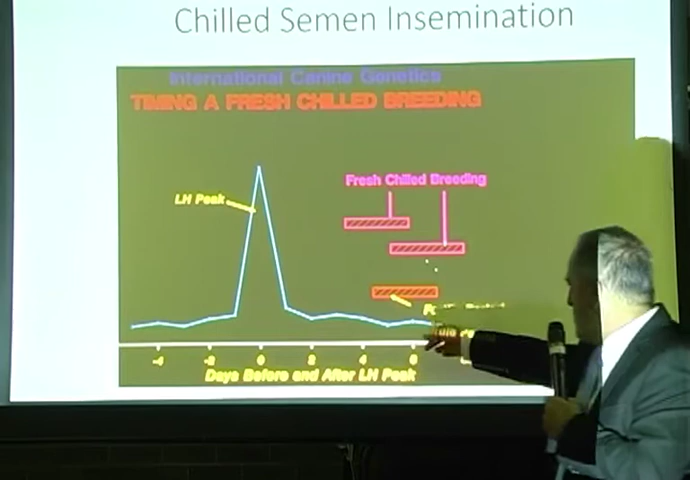 Chilled Semen Insemination
International Canine Genetics
TIMING A FRESH CHILLED BREEDING
Fresh Chilled Breeding
LH Peak
-4 -2 0 2 4 6
Days Before and After LH Peak